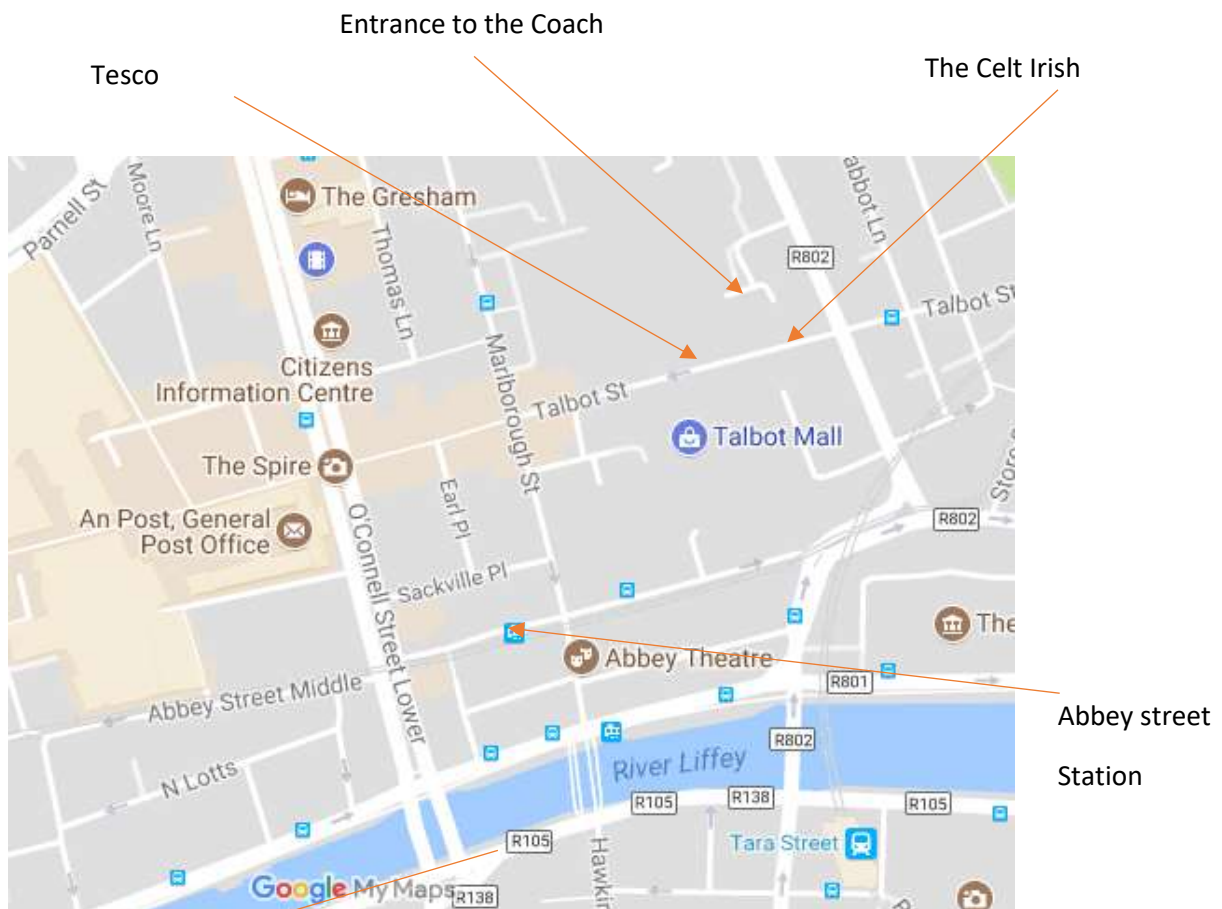 Entrance to the Coach
Tesco
The Celt Irish
Parnell St
Moore Ln
The Gresham
Thomas Ln
R802
Talbot St
Citizens
Information Centre
Marlborough St
Talbot St
Talbot Mall
The Spire
Earl Pl
An Post, General
Post Office
O'Connell Street Lower
R802
Sackville Pl
The
Abbey Theatre
Abbey Street Middle
R801
Abbey street
Station
R802
River Liffey
N Lotts
R105
R138
R105
R105
Tara Street
Google My Maps
R138